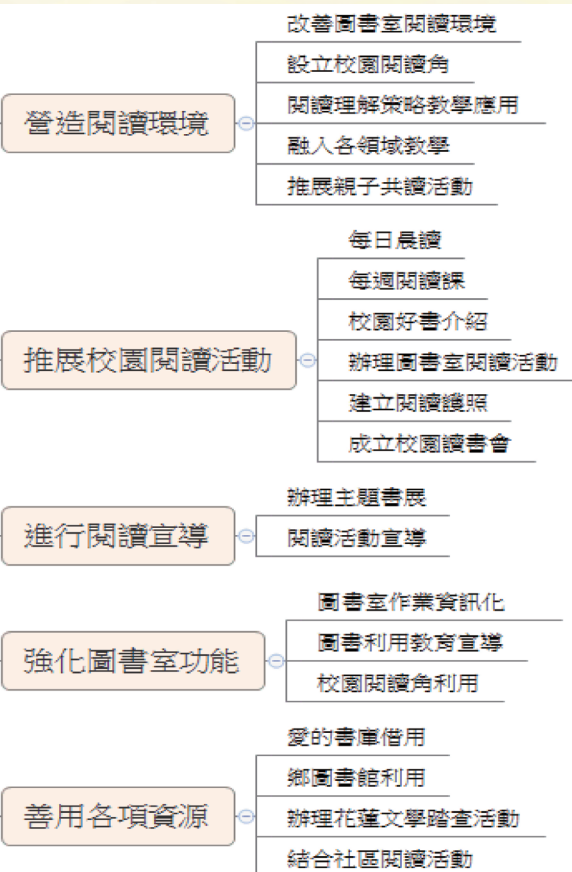 營造閱讀環境
改善圖書室閱讀環境
設立校園閱讀角
閱讀理解策略教學應用
融入各領域教學
推展親子共讀活動
推展校園閱讀活動
每日晨讀
每週閱讀課
校園好書介紹
辦理圖書室閱讀活動
建立閱讀護照
成立校園讀書會
進行閱讀宣導
辦理主題書展
閱讀活動宣導
強化圖書室功能
圖書室作業資訊化
圖書利用教育宣導
校園閱讀角利用
善用各項資源
愛的書庫借用
鄉圖書館利用
辦理花蓮文學踏查活動
結合社區閱讀活動